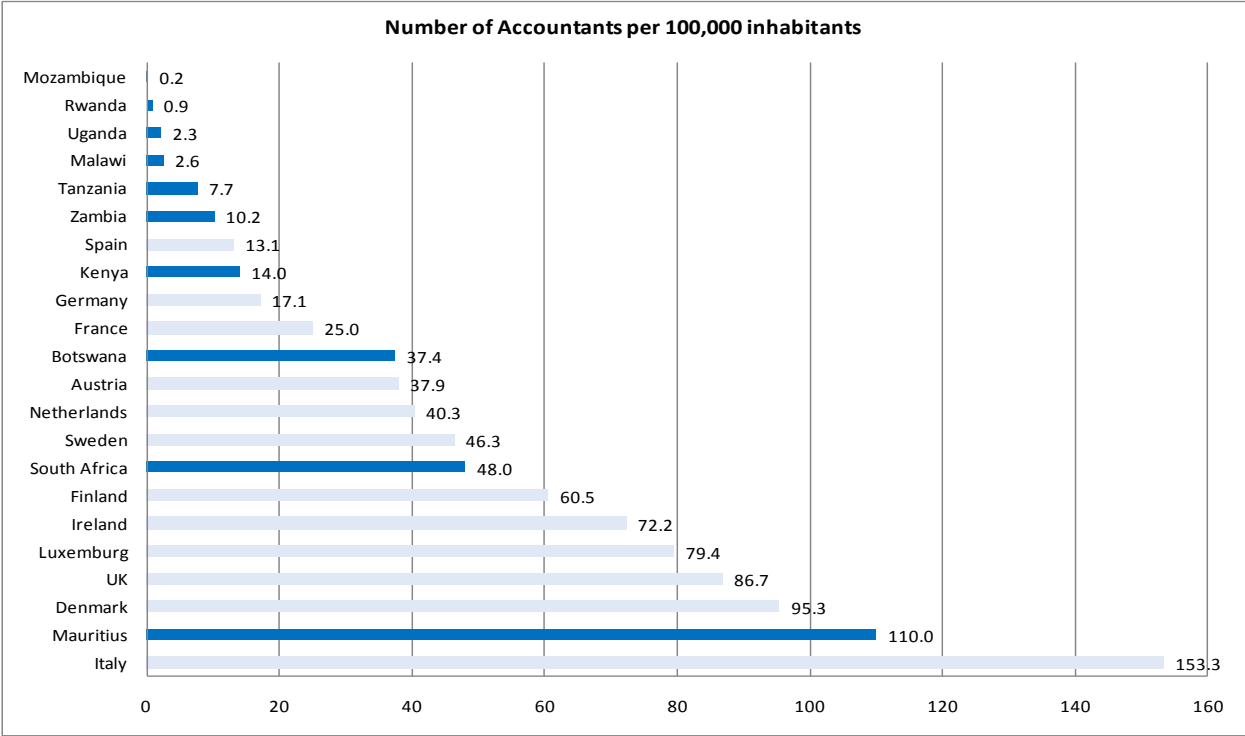 Number of Accountants per 100,000 inhabitants
Mozambique 0.2
Rwanda 0.9
Uganda 2.3
Malawi 2.6
Tanzania 7.7
Zambia 10.2
Spain 13.1
Kenya 14.0
Germany 17.1
France 25.0
Botswana 37.4
Austria 37.9
Netherlands 40.3
Sweden 46.3
South Africa 48.0
Finland 60.5
Ireland 72.2
Luxemburg 79.4
UK 86.7
Denmark 95.3
Mauritius 110.0
Italy 153.3
0 20 40 60 80 100 120 140 160